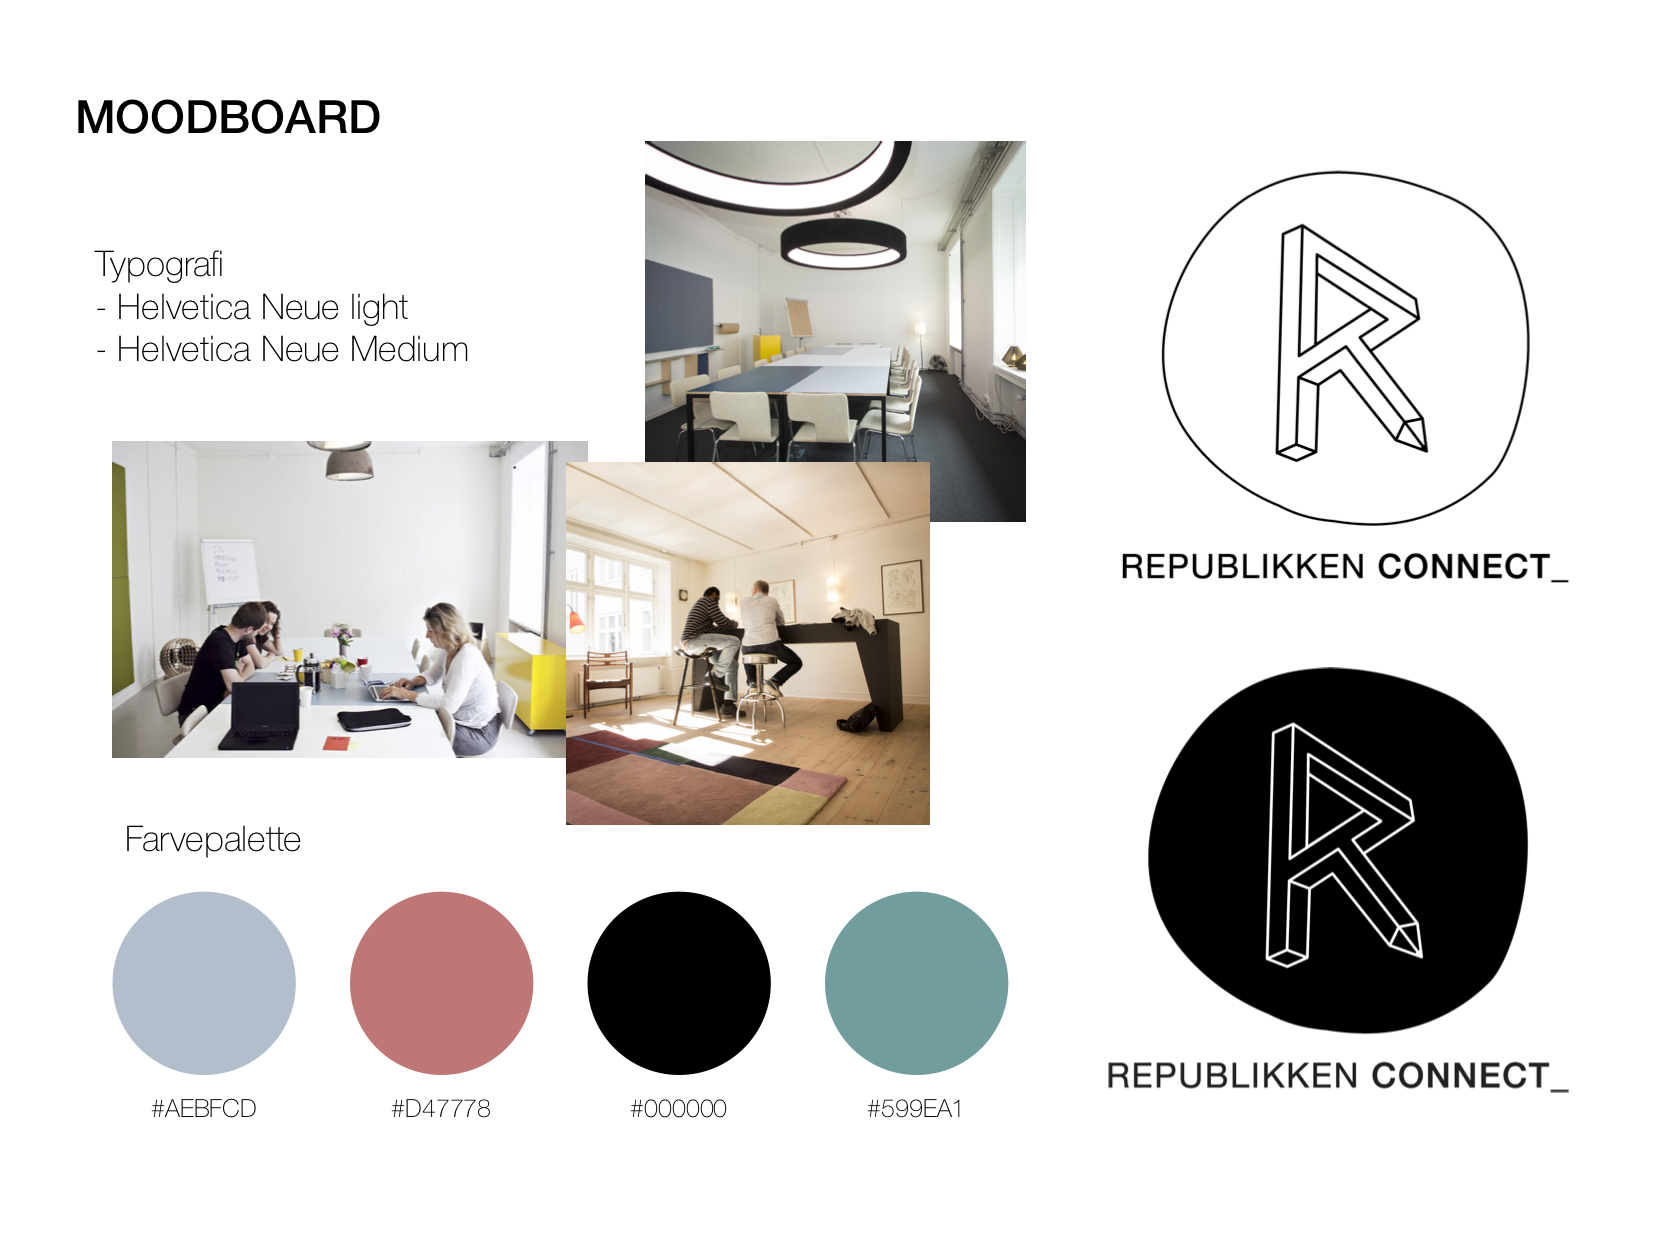 MOODBOARD
Typografi
- Helvetica Neue light
- Helvetica Neue Medium
REPUBLIKKEN CONNECT_
Farvepalette
#AEBFCD
#D47778
#000000
#599EA1
REPUBLIKKEN CONNECT_